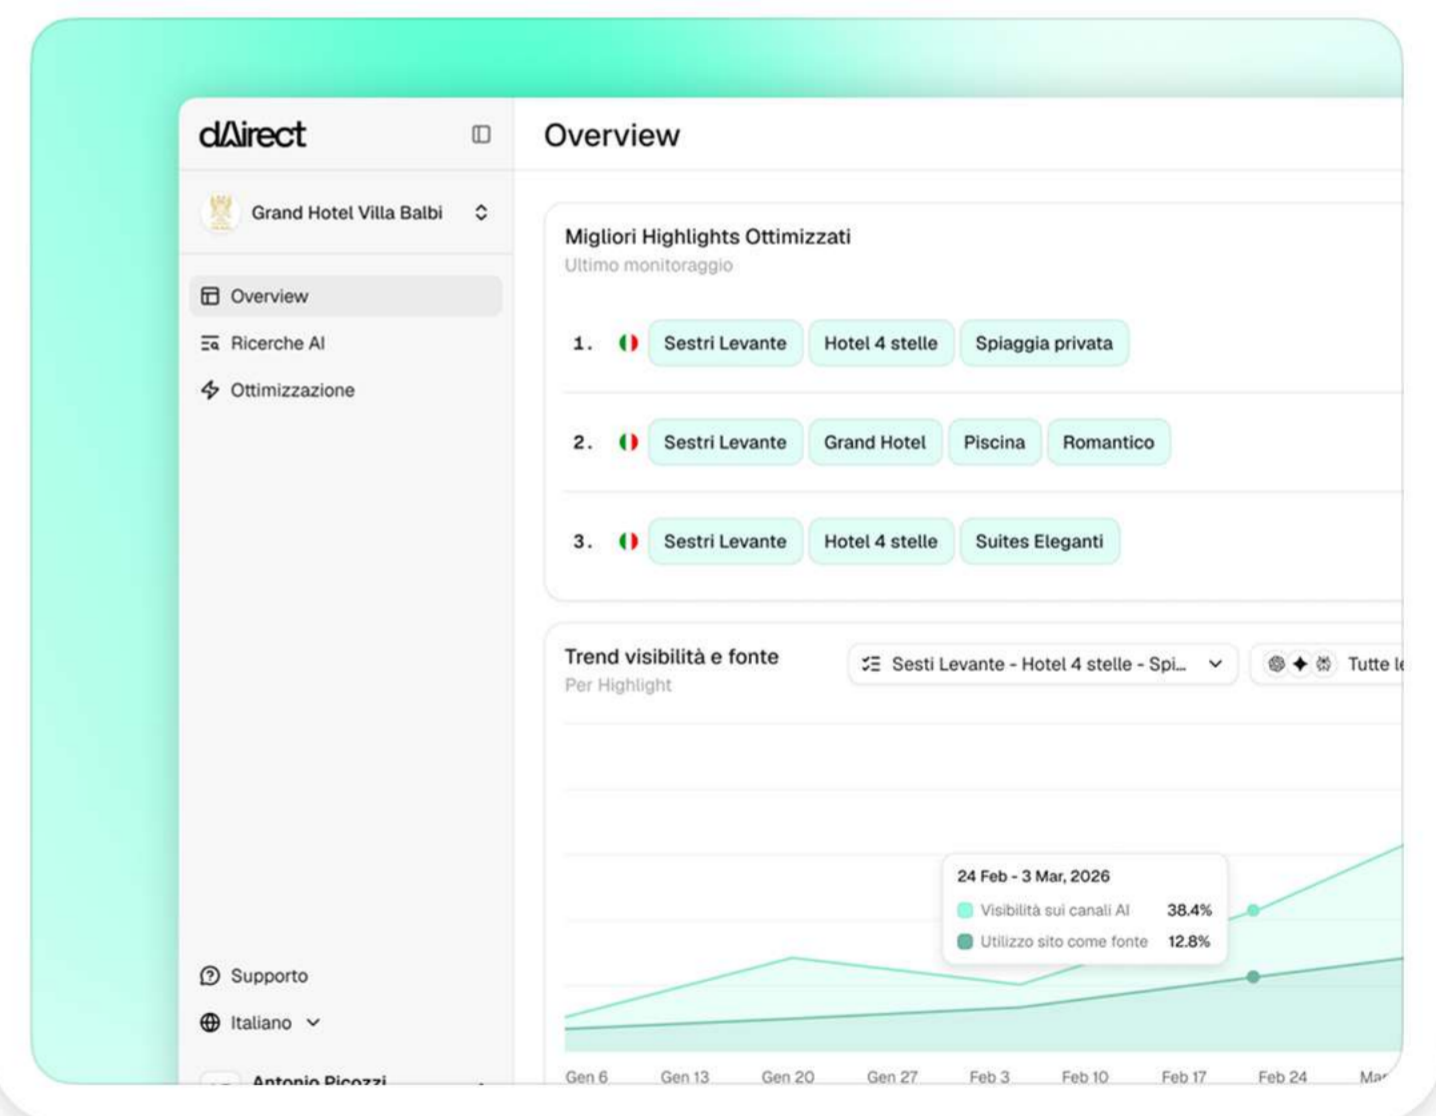 dAirect
Overview
Grand Hotel Villa Balbi
Overview
Ricerche AI
Ottimizzazione
Migliori Highlights Ottimizzati
Ultimo monitoraggio
1. Sestri Levante Hotel 4 stelle Spiaggia privata
2. Sestri Levante Grand Hotel Piscina Romantico
3. Sestri Levante Hotel 4 stelle Suites Eleganti
Trend visibilità e fonte
Per Highlight
Sesti Levante - Hotel 4 stelle - Spi...
Tutte le
24 Feb - 3 Mar, 2026
Visibilità sui canali AI 38.4%
Utilizzo sito come fonte 12.8%
Gen 6 Gen 13 Gen 20 Gen 27 Feb 3 Feb 10 Feb 17 Feb 24 Mar
Supporto
Italiano
Antonio Picozzi